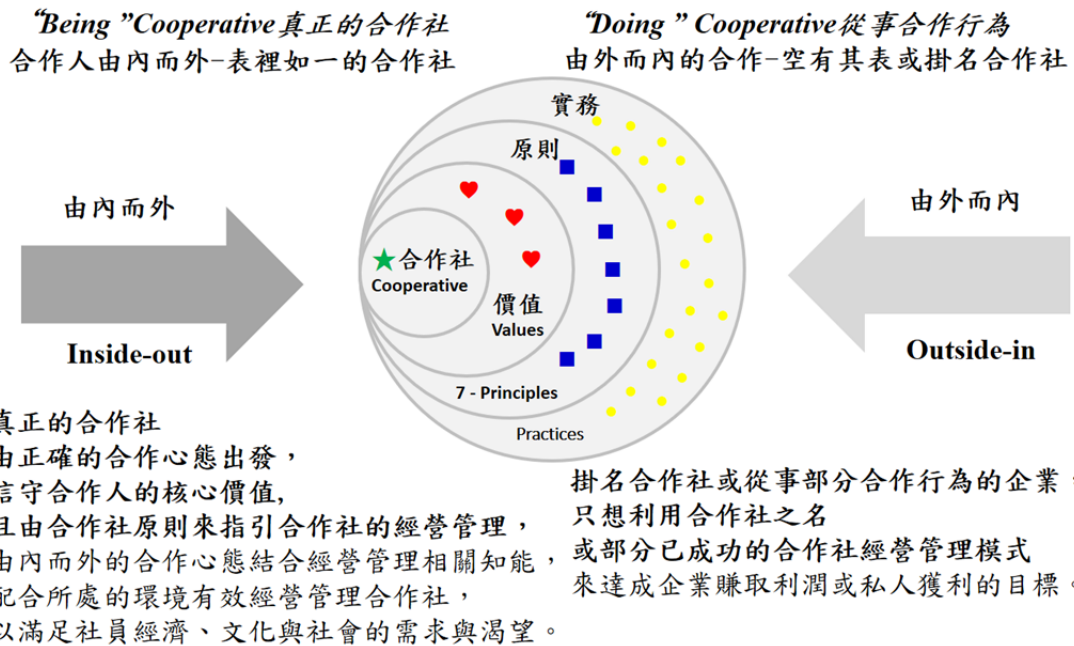 “Being ”Cooperative 真正的合作社
合作人由內而外-表裡如一的合作社
“Doing ” Cooperative從事合作行為
由外而內的合作-空有其表或掛名合作社
實務
原則
由內而外
由外而內
合作社
Cooperative
價值
Values
Inside-out
Outside-in
7 - Principles
Practices
真正的合作社
由正確的合作心態出發，
信守合作人的核心價值,
且由合作社原則來指引合作社的經營管理，
由內而外的合作心態結合經營管理相關知能，
配合所處的環境有效經營管理合作社，
以滿足社員經濟、文化與社會的需求與渴望。
掛名合作社或從事部分合作行為的企業，
只想利用合作社之名
或部分已成功的合作社經營管理模式
來達成企業賺取利潤或私人獲利的目標。